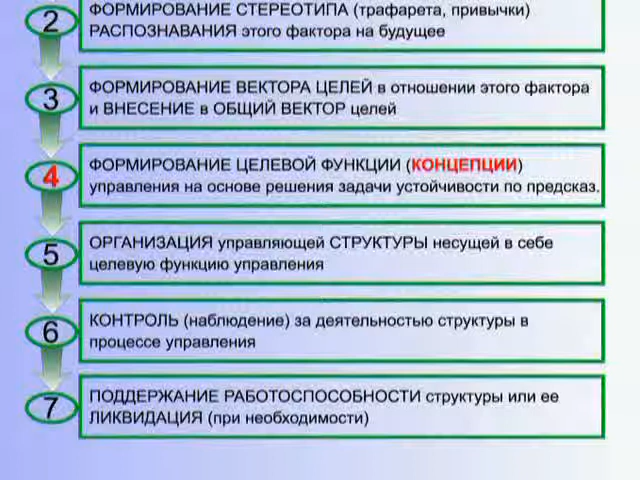 2
ФОРМИРОВАНИЕ СТЕРЕОТИПА (трафарета, привычки)
РАСПОЗНАВАНИЯ этого фактора на будущее
3
ФОРМИРОВАНИЕ ВЕКТОРА ЦЕЛЕЙ в отношении этого фактора
и ВНЕСЕНИЕ в ОБЩИЙ ВЕКТОР целей
4
ФОРМИРОВАНИЕ ЦЕЛЕВОЙ ФУНКЦИИ (КОНЦЕПЦИИ)
управления на основе решения задачи устойчивости по предсказ.
5
ОРГАНИЗАЦИЯ управляющей СТРУКТУРЫ несущей в себе
целевую функцию управления
6
КОНТРОЛЬ (наблюдение) за деятельностью структуры в
процессе управления
7
ПОДДЕРЖАНИЕ РАБОТОСПОСОБНОСТИ структуры или ее
ЛИКВИДАЦИЯ (при необходимости)